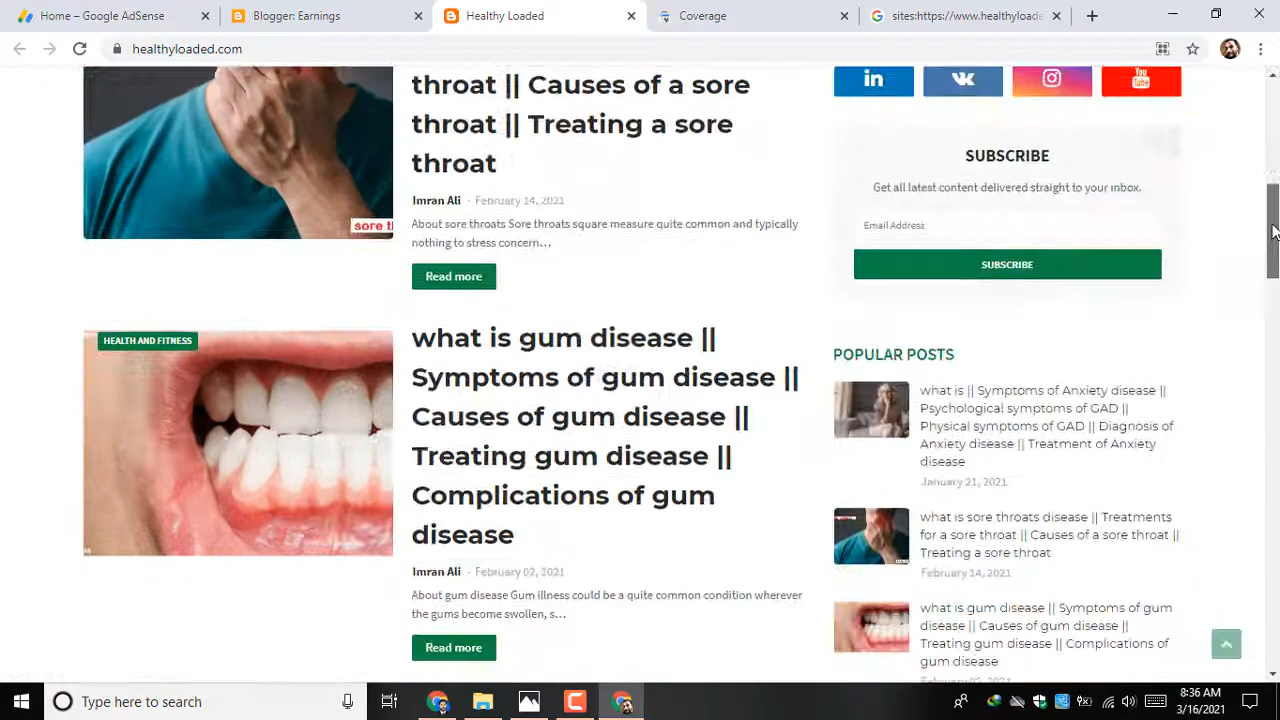 Home – Google AdSense
Blogger: Earnings
Healthy Loaded
Coverage
sites:https://www.healthyloade
healthyloaded.com
throat || Causes of a sore
throat || Treating a sore
throat
Imran Ali - February 14, 2021
About sore throats Sore throats square measure quite common and typically
nothing to stress concern…
Read more
HEALTH AND FITNESS
what is gum disease ||
Symptoms of gum disease ||
Causes of gum disease ||
Treating gum disease ||
Complications of gum
disease
Imran Ali - February 02, 2021
About gum disease Gum illness could be a quite common condition wherever
the gums become swollen, s…
Read more
in
You
Tube
SUBSCRIBE
Get all latest content delivered straight to your inbox.
Email Address
SUBSCRIBE
POPULAR POSTS
what is || Symptoms of Anxiety disease ||
Psychological symptoms of GAD ||
Physical symptoms of GAD || Diagnosis of
Anxiety disease || Treatment of Anxiety
disease
January 21, 2021
what is sore throats disease || Treatments
for a sore throat || Causes of a sore throat ||
Treating a sore throat
February 14, 2021
what is gum disease || Symptoms of gum
disease || Causes of gum disease ||
Treating gum disease || Complications of
gum disease
February 02, 2021
Type here to search
8:36 AM
3/16/2021